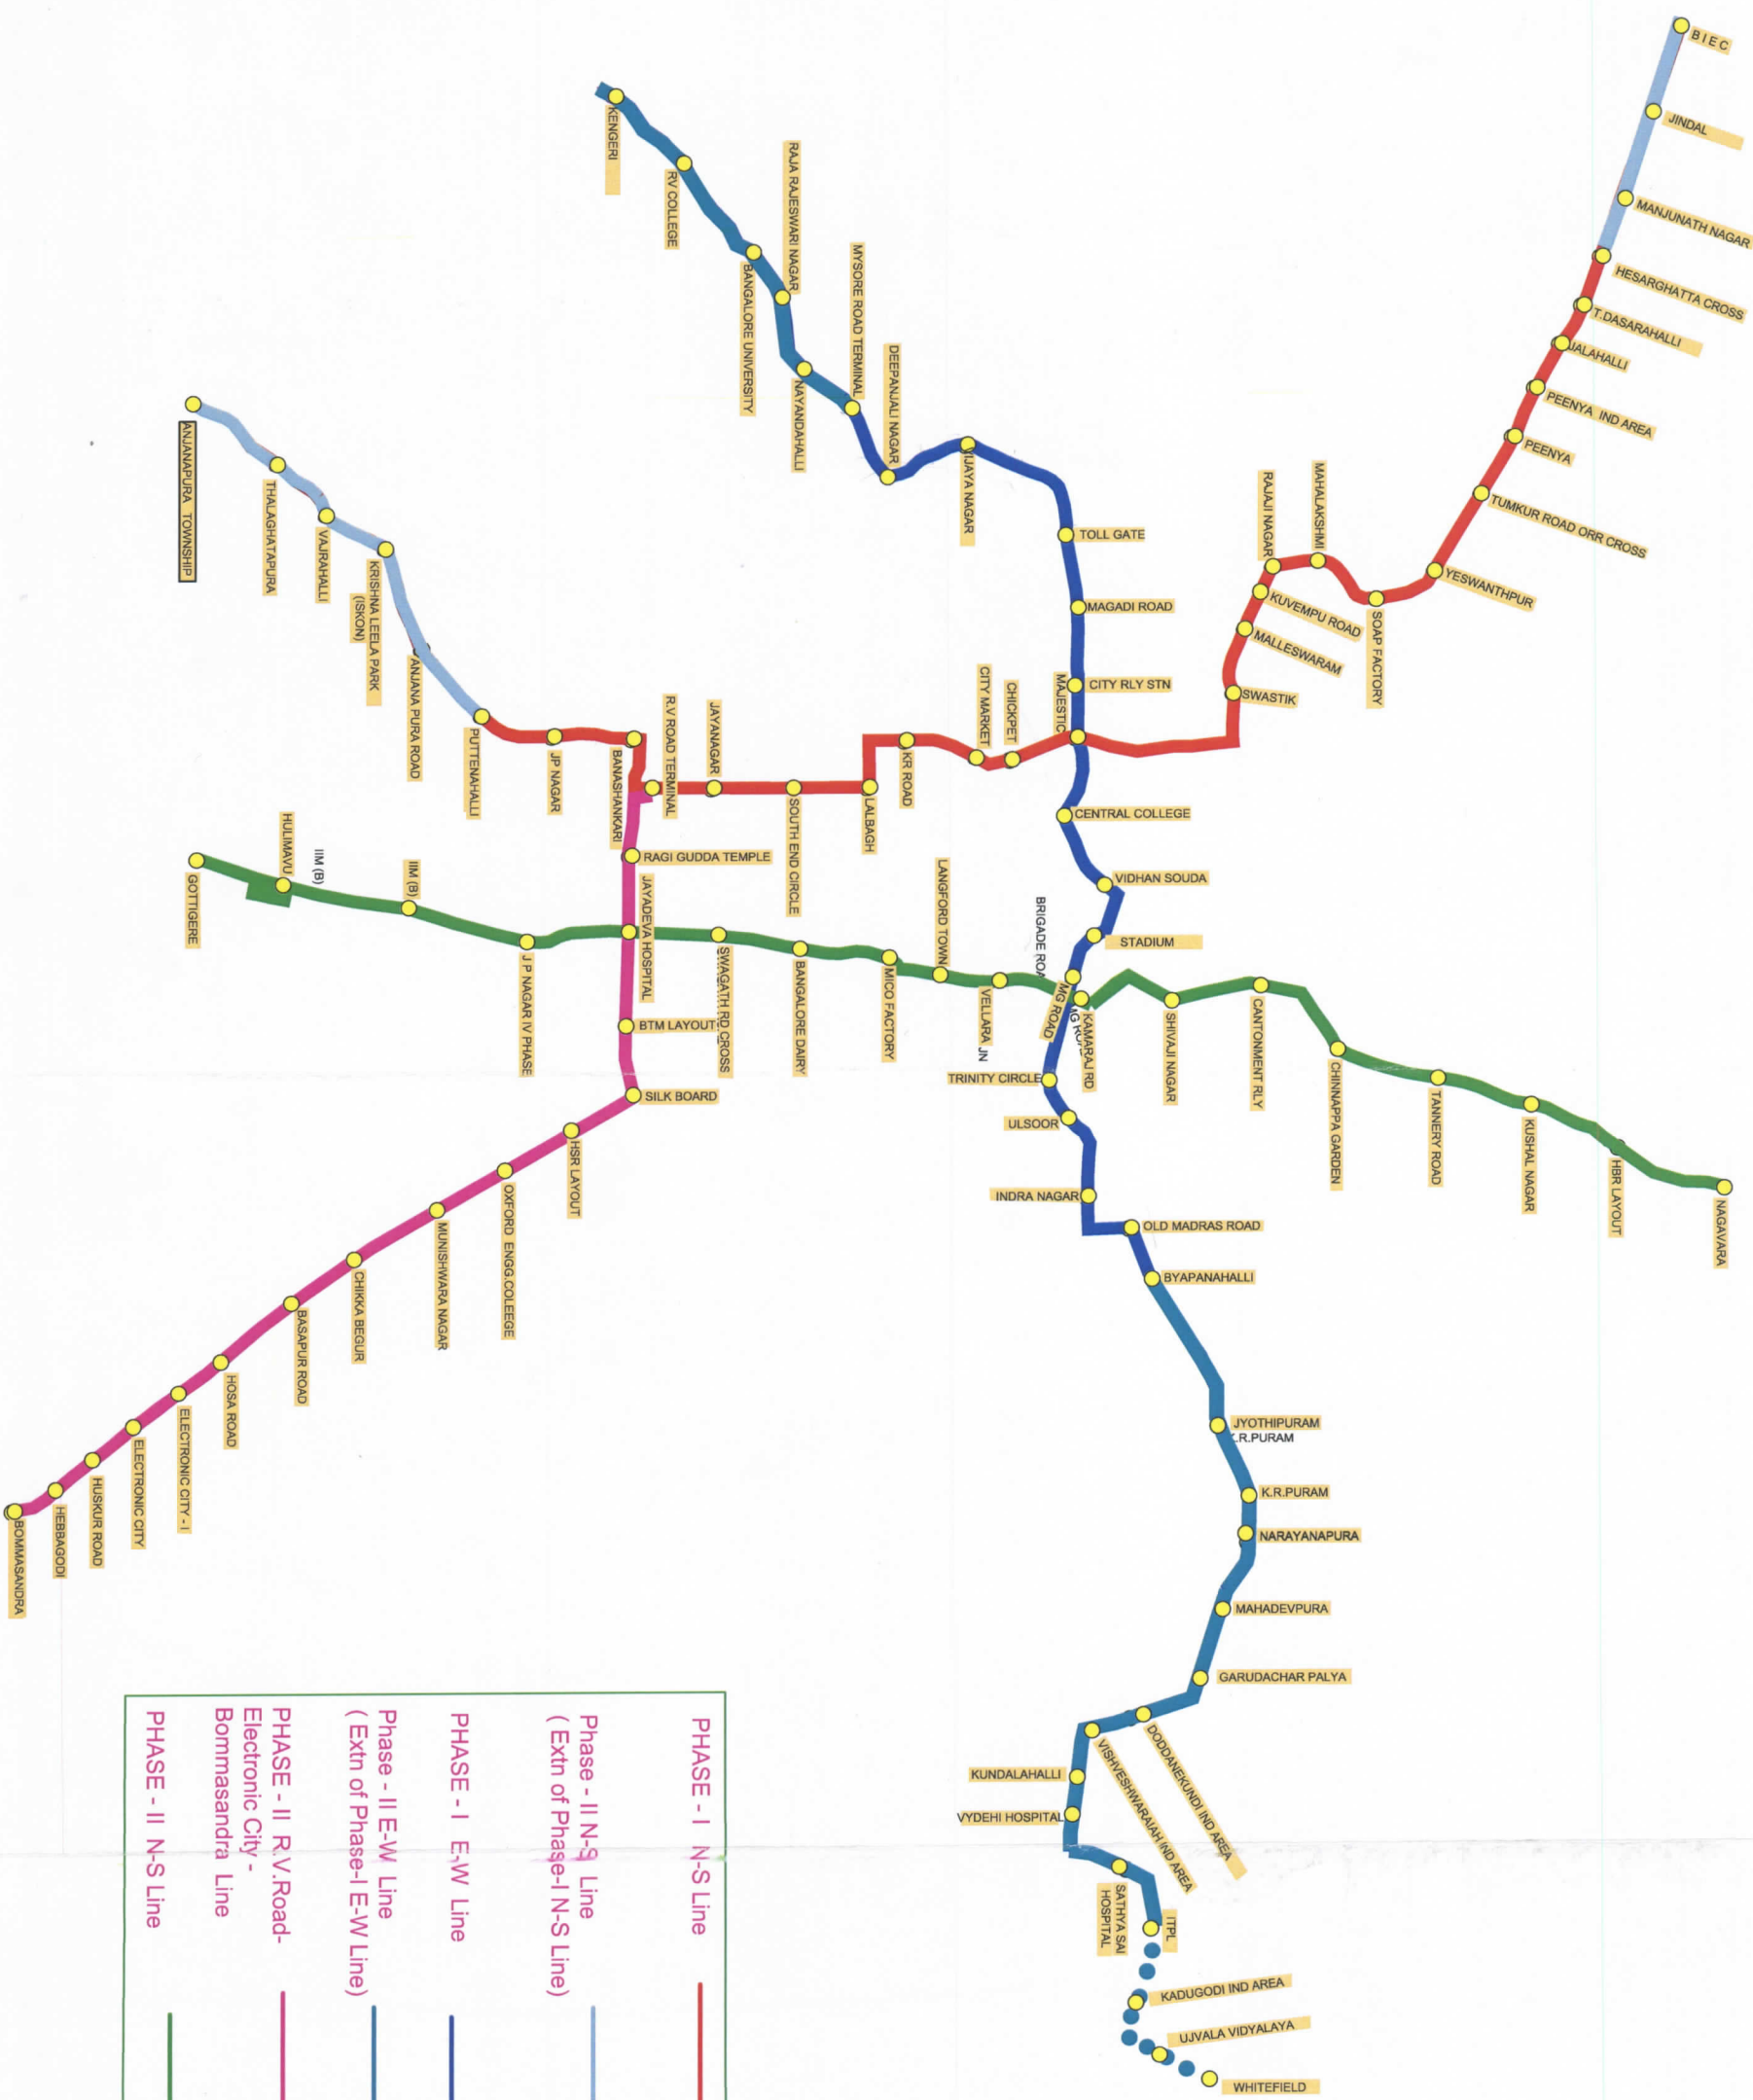 BIEC
JINDAL
MANJUNATH NAGAR
HESARGHATTA CROSS
T.DASARAHALLI
JALAHALLI
PEENYA IND AREA
PEENYA
TUMKUR ROAD ORR CROSS
YESWANTHPUR
SOAP FACTORY
MAHALAKSHMI
RAJAJI NAGAR
KUVEMPU ROAD
MALLESWARAM
SWASTIK
MAJESTIC
CHICKPET
CITY MARKET
KR ROAD
LALBAGH
SOUTH END CIRCLE
JAYANAGAR
R.V ROAD TERMINAL
BANASHANKARI
JP NAGAR
PUTTENAHALLI
ANJANA PURA ROAD
KRISHNA LEELA PARK
(ISKON)
VAJRAHALLI
THALAGHATAPURA
ANJANAPURA TOWNSHIP
KENGERI
RV COLLEGE
BANGALORE UNIVERSITY
RAJA RAJESWARI NAGAR
NAYANDAHALLI
MYSORE ROAD TERMINAL
DEEPANJALI NAGAR
VIJAYA NAGAR
TOLL GATE
MAGADI ROAD
CITY RLY STN
CENTRAL COLLEGE
VIDHAN SOUDA
STADIUM
BRIGADE ROA
MG ROAD
TRINITY CIRCLE
ULSOOR
INDRA NAGAR
OLD MADRAS ROAD
BYAPANAHALLI
JYOTHIPURAM
K.R.PURAM
K.R.PURAM
NARAYANAPURA
MAHADEVPURA
GARUDACHAR PALYA
DODDANEKUNDI IND AREA
VISHVESHWARAIAH IND AREA
KUNDALAHALLI
VYDEHI HOSPITAL
SATHYA SAI
HOSPITAL
ITPL
KADUGODI IND AREA
UJVALA VIDYALAYA
WHITEFIELD
NAGAVARA
HBR LAYOUT
KUSHAL NAGAR
TANNERY ROAD
CHINNAPPA GARDEN
CANTONMENT RLY
SHIVAJI NAGAR
KAMARAJ RD
VELLARA JN
LANGFORD TOWN
MICO FACTORY
BANGALORE DAIRY
SWAGATH RD CROSS
JAYADEVA HOSPITAL
J P NAGAR IV PHASE
IIM (B)
IIM (B)
HULIMAVU
GOTTIGERE
RAGI GUDDA TEMPLE
BTM LAYOUT
SILK BOARD
HSR LAYOUT
OXFORD ENGG.COLEEGE
MUNISHWARA NAGAR
CHIKKA BEGUR
BASAPUR ROAD
HOSA ROAD
ELECTRONIC CITY - I
ELECTRONIC CITY
HUSKUR ROAD
HEBBAGODI
BOMMASANDRA
PHASE - I N-S Line
Phase - II N-S Line
( Extn of Phase-I N-S Line)
PHASE - I E-W Line
Phase - II E-W Line
( Extn of Phase-I E-W Line)
PHASE - II R.V.Road-
Electronic City -
Bommasandra Line
PHASE - II N-S Line